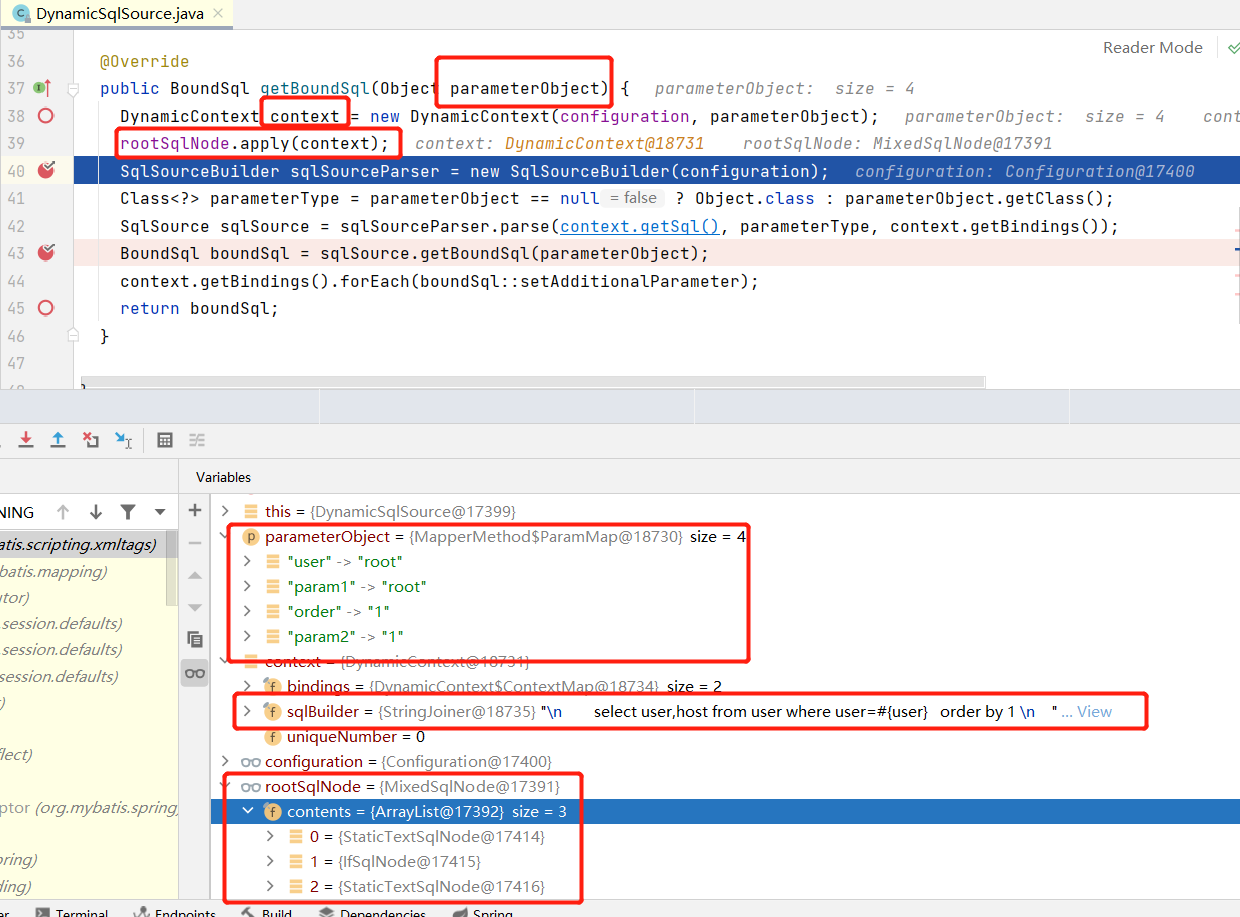 DynamicSqlSource.java
35
Reader Mode
36 @Override
37 public BoundSql getBoundSql(Object parameterObject) { parameterObject: size = 4
38 DynamicContext context = new DynamicContext(configuration, parameterObject); parameterObject: size = 4 cont
39 rootSqlNode.apply(context); context: DynamicContext@18731 rootSqlNode: MixedSqlNode@17391
40 SqlSourceBuilder sqlSourceParser = new SqlSourceBuilder(configuration); configuration: Configuration@17400
41 Class<?> parameterType = parameterObject == null = false ? Object.class : parameterObject.getClass();
42 SqlSource sqlSource = sqlSourceParser.parse(context.getSql(), parameterType, context.getBindings());
43 BoundSql boundSql = sqlSource.getBoundSql(parameterObject);
44 context.getBindings().forEach(boundSql::setAdditionalParameter);
45 return boundSql;
46 }
47
Variables
NING
atis.scripting.xmltags)
batis.mapping)
utor)
.session.defaults)
.session.defaults)
session.defaults)
t)
flect)
ptor (org.mybatis.spring,
pring)
ding)
this = {DynamicSqlSource@17399}
parameterObject = {MapperMethod$ParamMap@18730} size = 4
"user" -> "root"
"param1" -> "root"
"order" -> "1"
"param2" -> "1"
context = {DynamicContext@18731}
bindings = {DynamicContext$ContextMap@18734} size = 2
sqlBuilder = {StringJoiner@18735} "\n select user,host from user where user=#{user} order by 1 \n " ... View
uniqueNumber = 0
configuration = {Configuration@17400}
rootSqlNode = {MixedSqlNode@17391}
contents = {ArrayList@17392} size = 3
0 = {StaticTextSqlNode@17414}
1 = {IfSqlNode@17415}
2 = {StaticTextSqlNode@17416}
er Terminal Endpoints Build Dependencies Spring